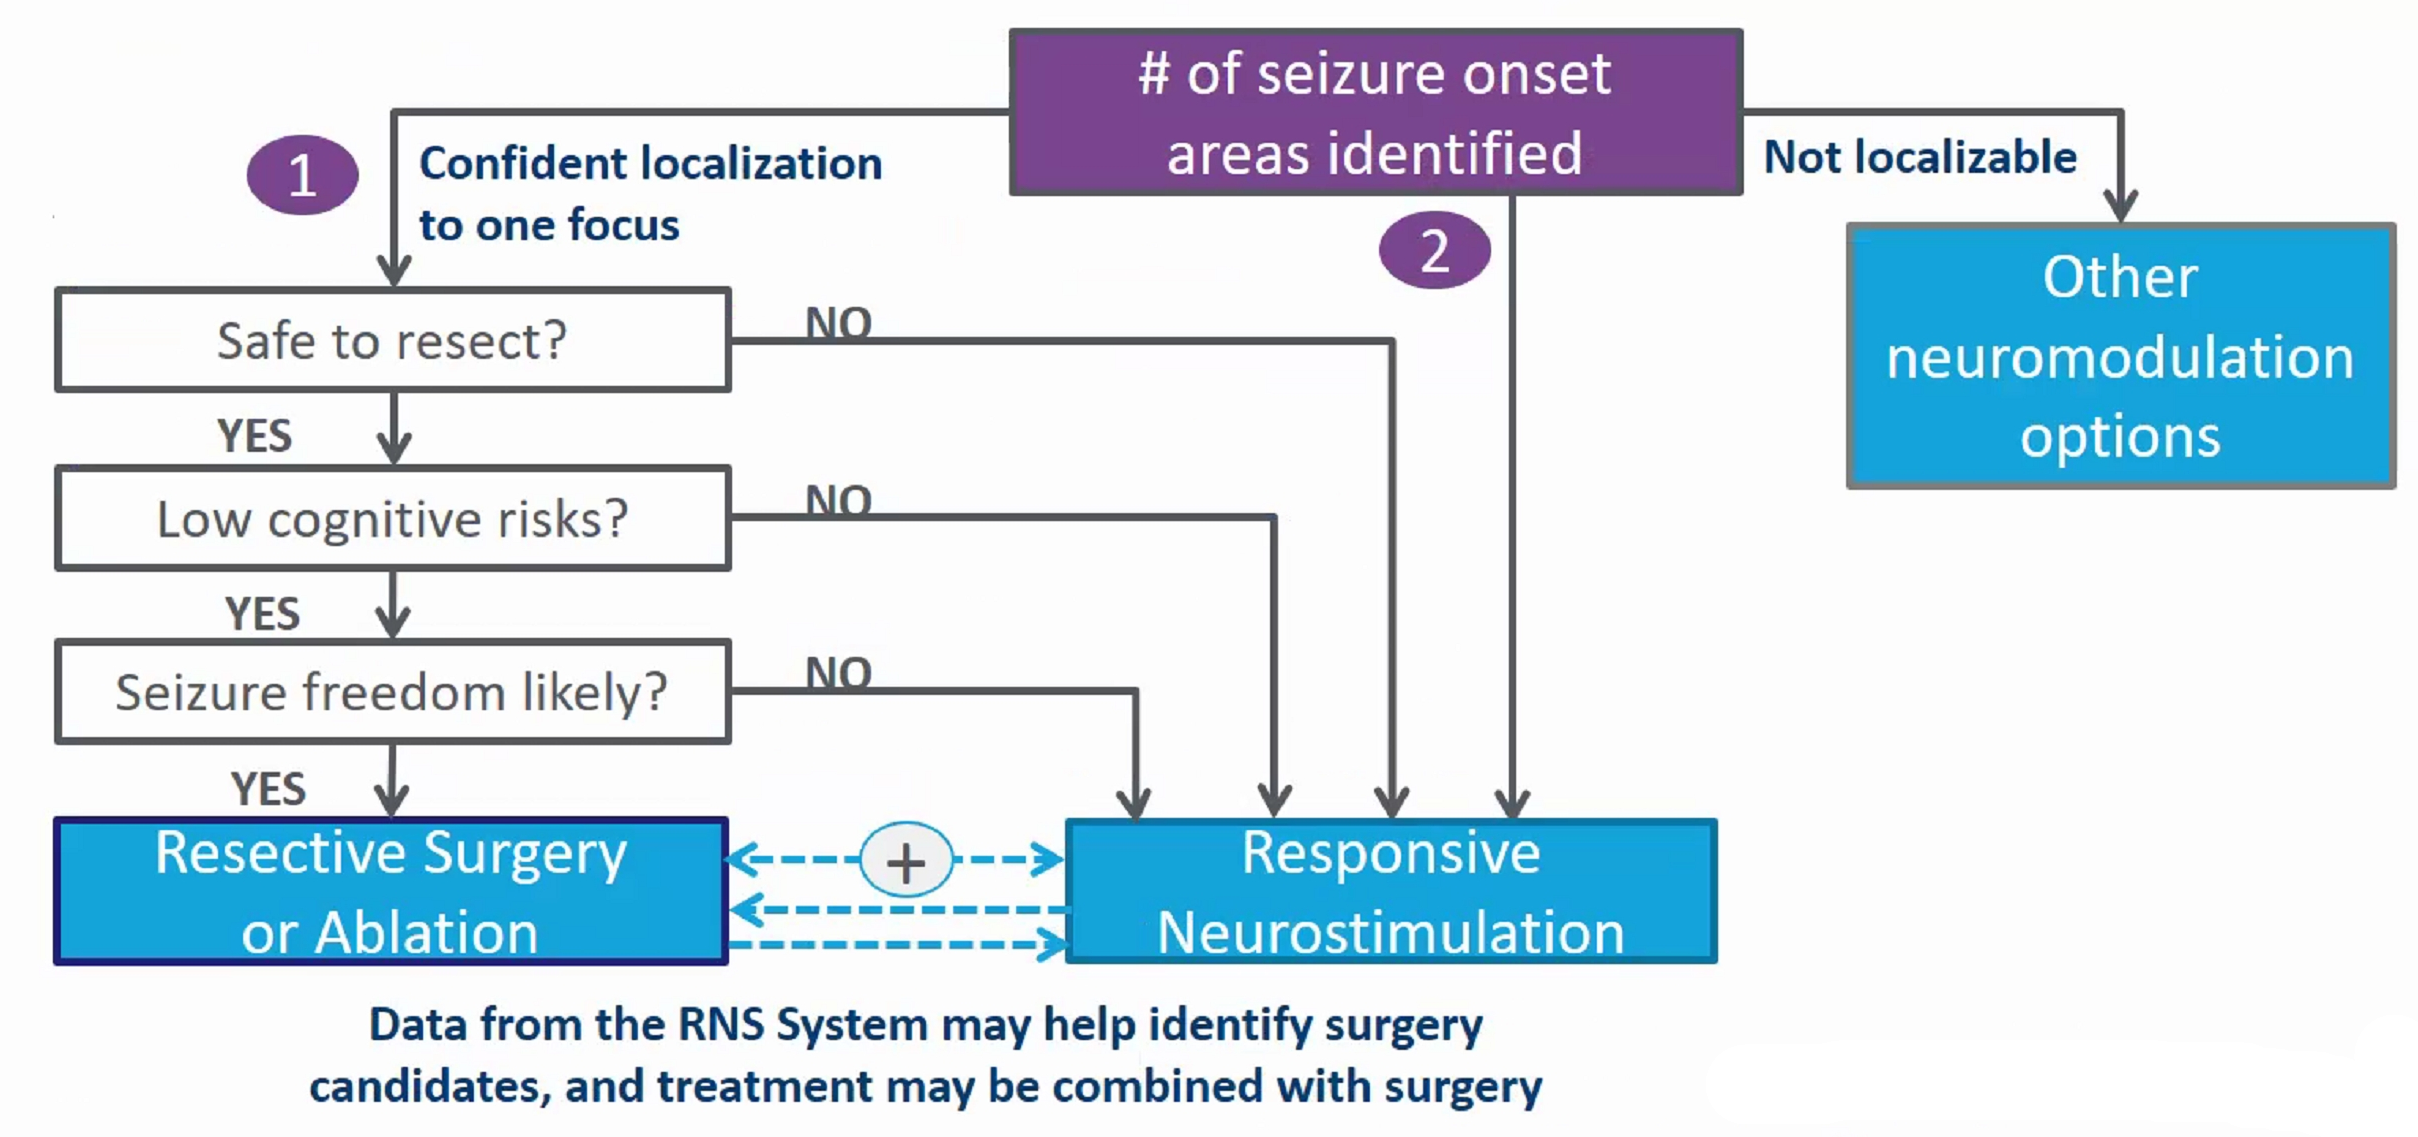 # of seizure onset
areas identified
1
Confident localization
to one focus
2
Not localizable
Other
neuromodulation
options
Safe to resect?
NO
YES
Low cognitive risks?
NO
YES
Seizure freedom likely?
NO
YES
Resective Surgery
or Ablation
+
Responsive
Neurostimulation
Data from the RNS System may help identify surgery
candidates, and treatment may be combined with surgery